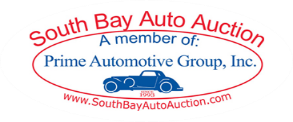 South Bay Auto Auction
A member of:
Prime Automotive Group, Inc.
www.SouthBayAutoAuction.com